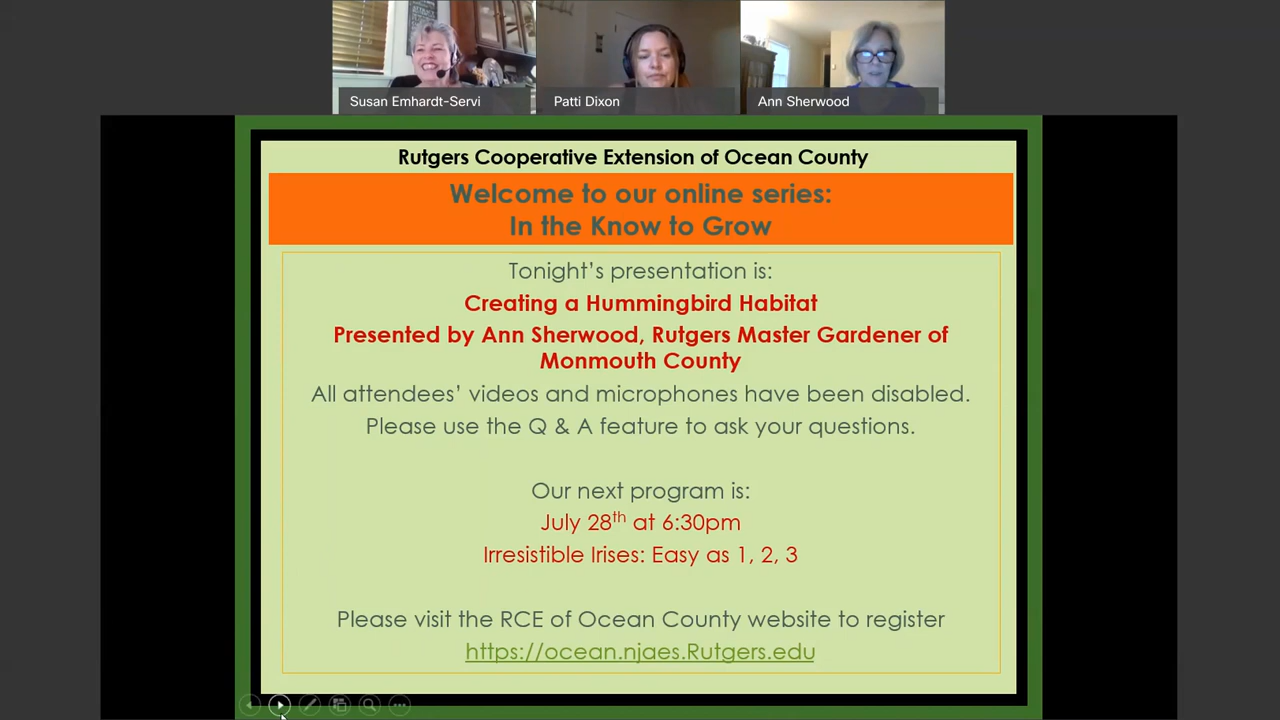 Susan Emhardt-Servi
Patti Dixon
Ann Sherwood
Rutgers Cooperative Extension of Ocean County
Welcome to our online series:
In the Know to Grow
Tonight's presentation is:
Creating a Hummingbird Habitat
Presented by Ann Sherwood, Rutgers Master Gardener of
Monmouth County
All attendees' videos and microphones have been disabled.
Please use the Q & A feature to ask your questions.
Our next program is:
July 28th at 6:30pm
Irresistible Irises: Easy as 1, 2, 3
Please visit the RCE of Ocean County website to register
https://ocean.njaes.Rutgers.edu